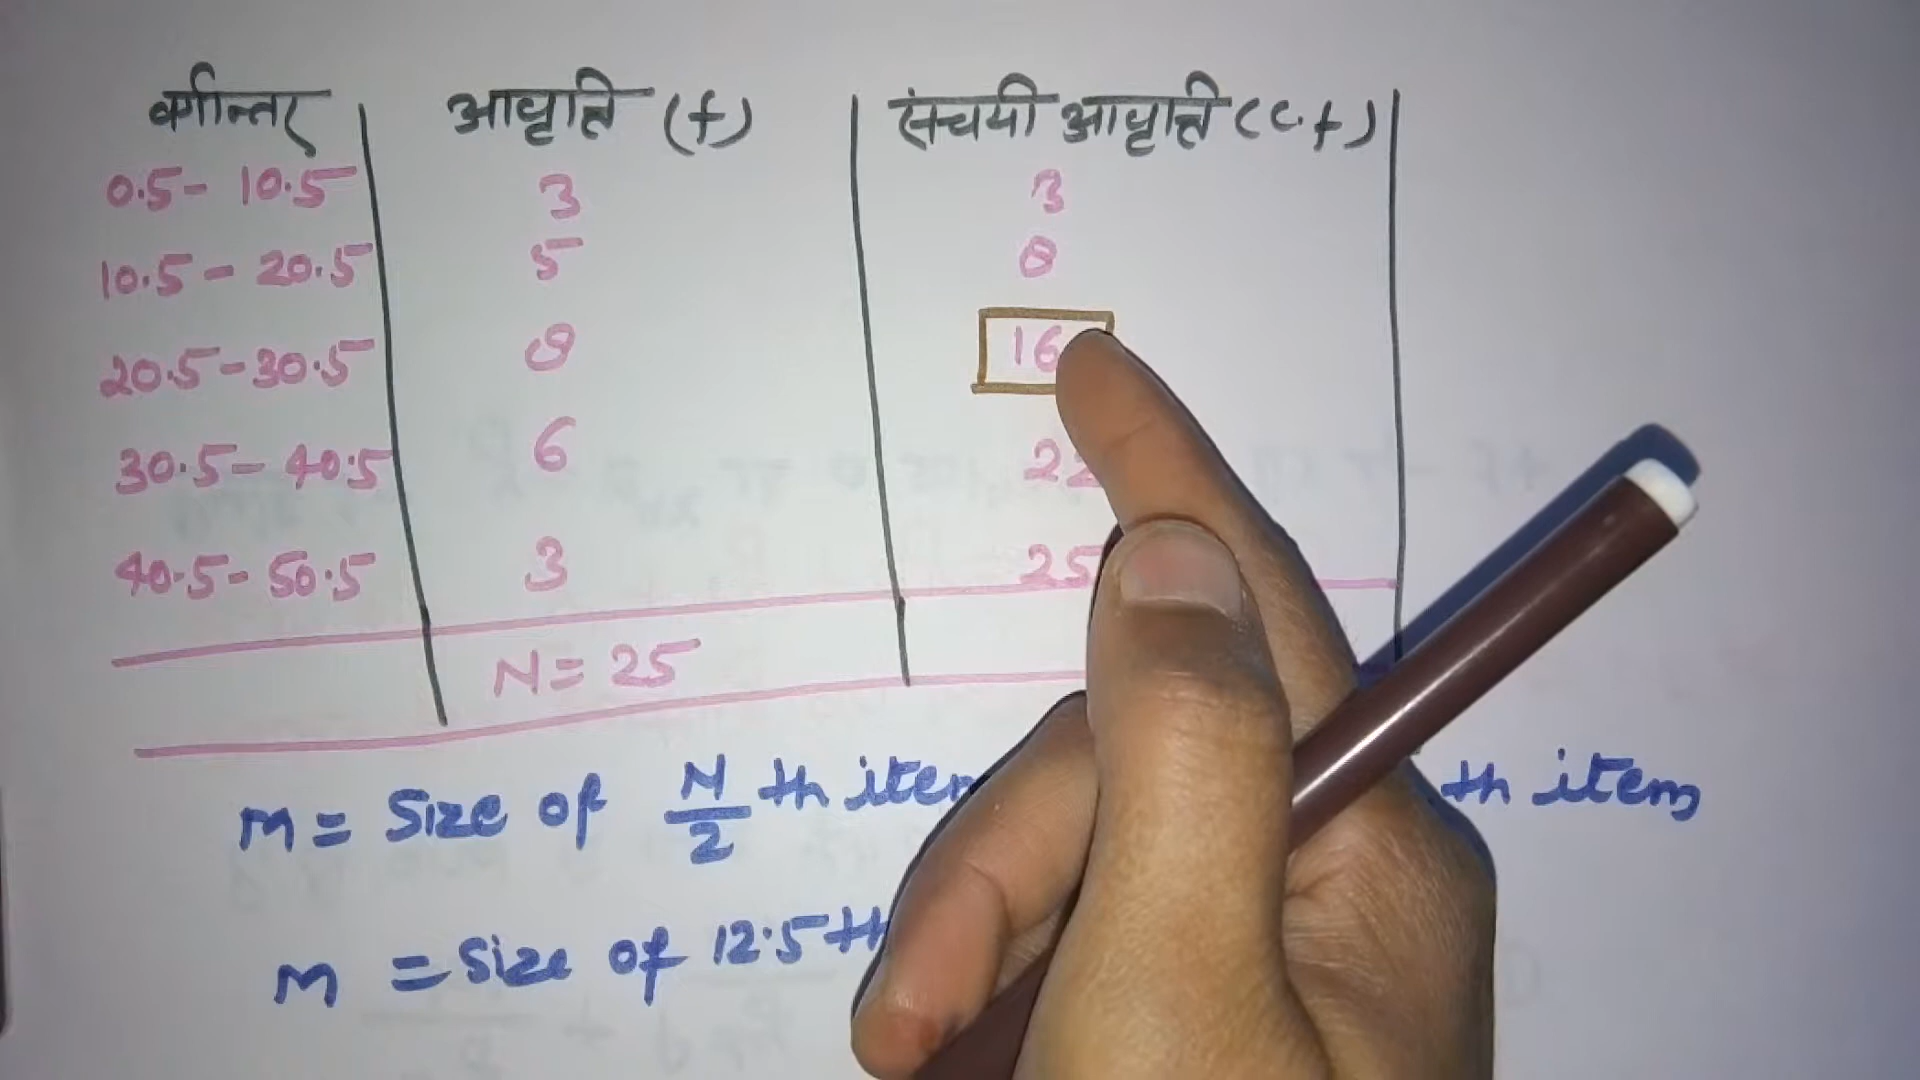 वर्गान्तर आवृत्ति (f) संचयी आवृत्ति (c.f)
0.5- 10.5 3 3
10.5 - 20.5 5 8
20.5-30.5 8 16
30.5- 40.5 6 22
40.5- 50.5 3 25
N= 25
m= Size of N/2 th item th item
m = Size of 12.5 th